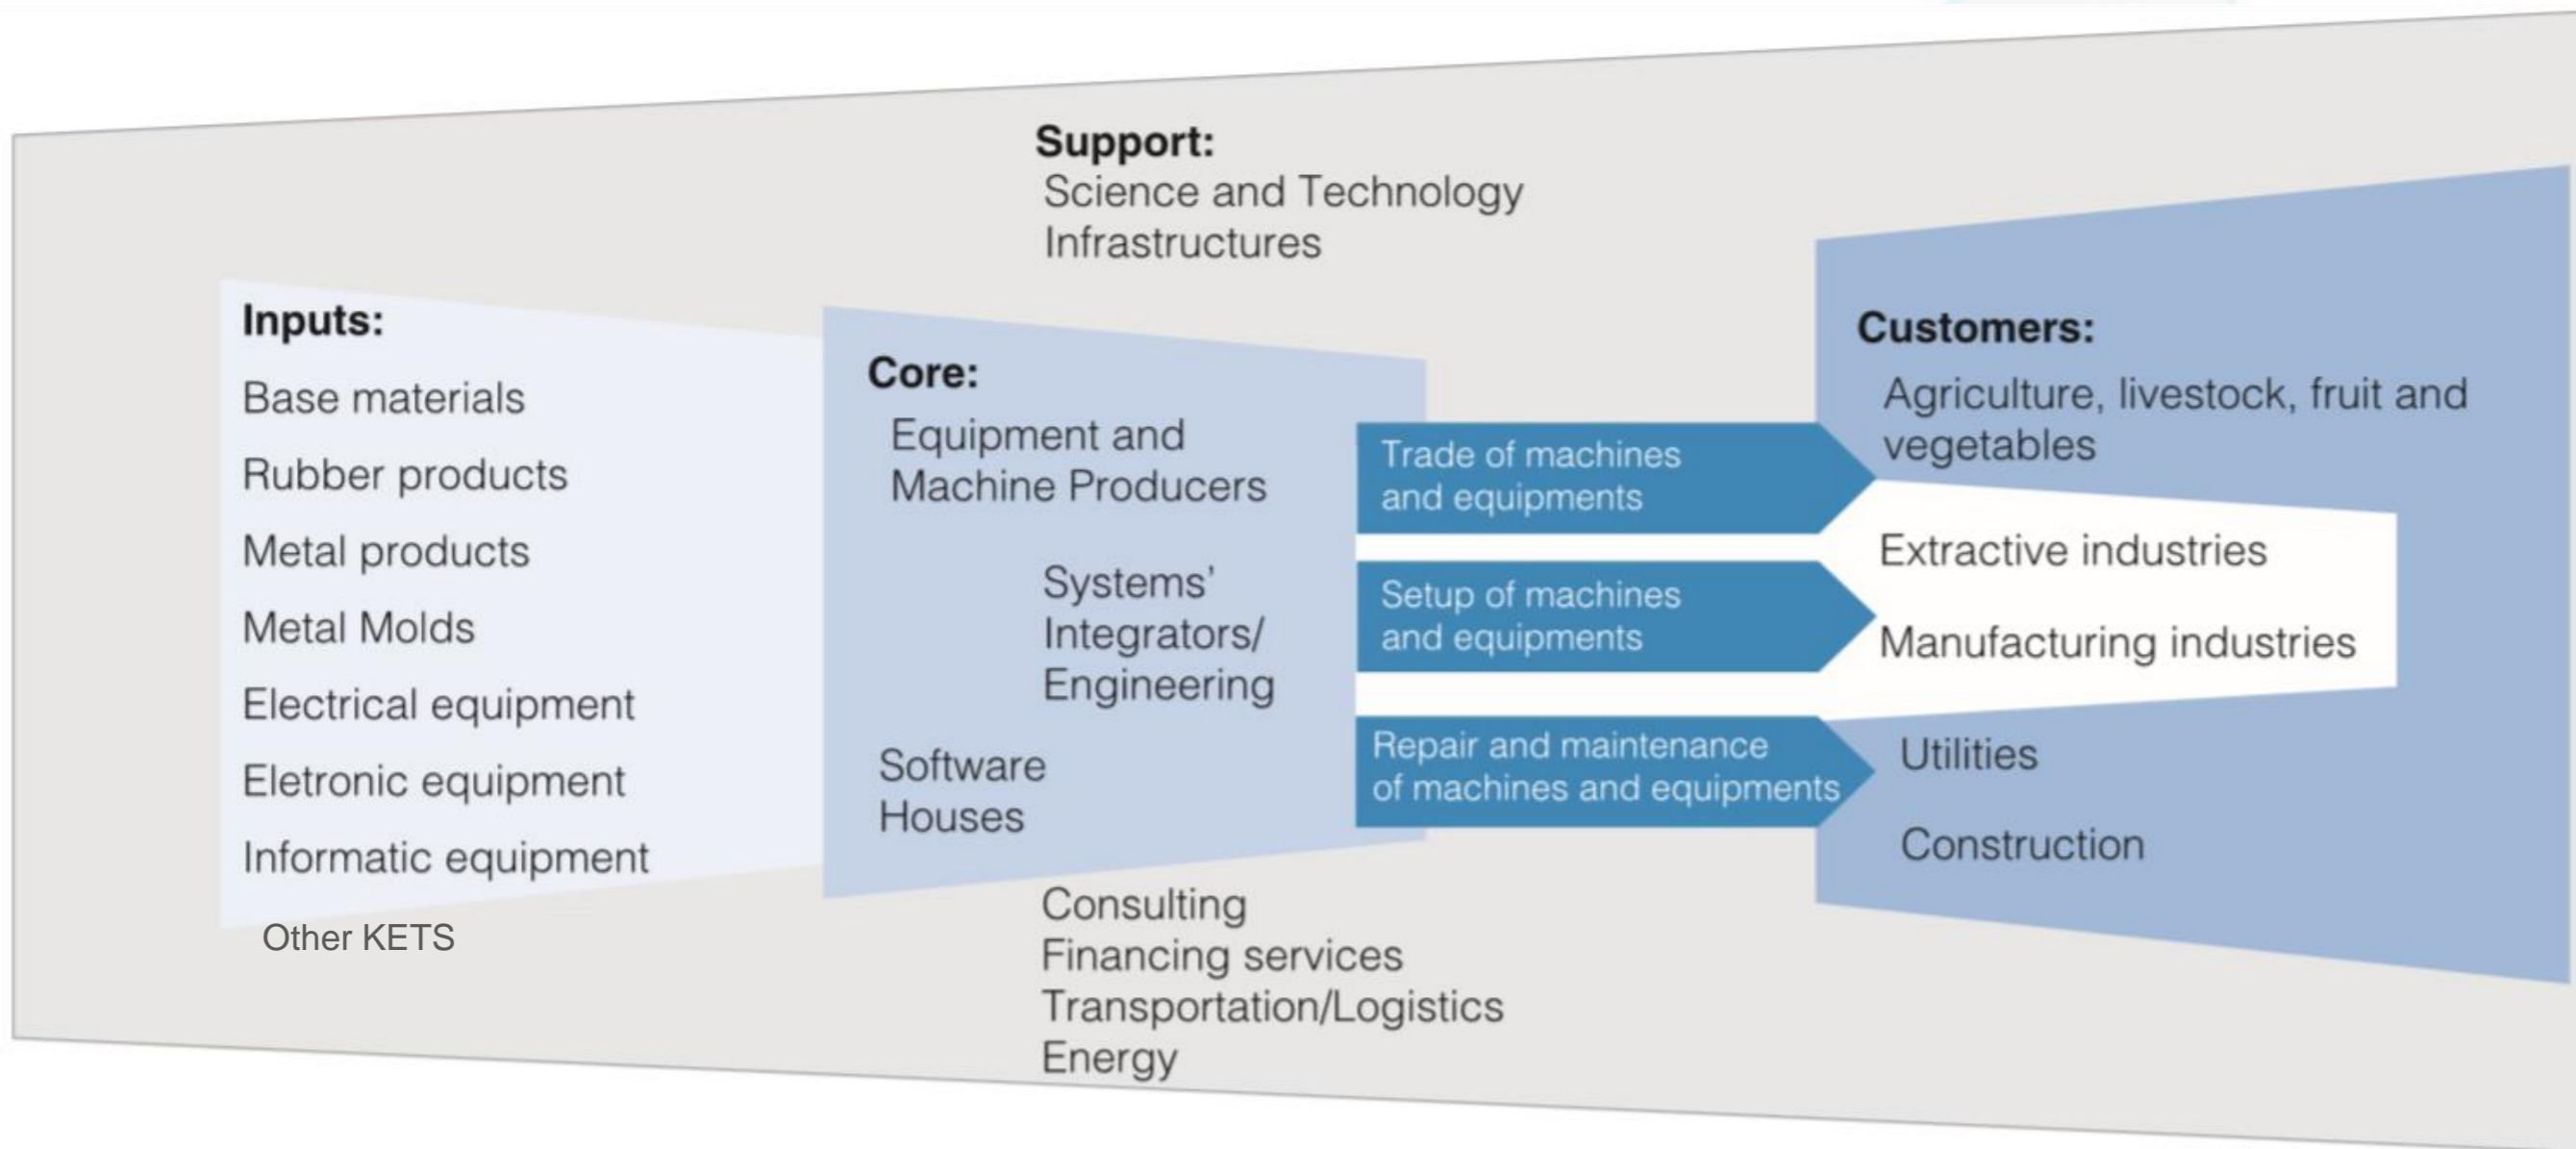 Support:
Science and Technology
Infrastructures
Inputs:
Base materials
Rubber products
Metal products
Metal Molds
Electrical equipment
Eletronic equipment
Informatic equipment
Other KETS
Core:
Equipment and
Machine Producers
Systems'
Integrators/
Engineering
Software
Houses
Trade of machines
and equipments
Setup of machines
and equipments
Repair and maintenance
of machines and equipments
Customers:
Agriculture, livestock, fruit and
vegetables
Extractive industries
Manufacturing industries
Utilities
Construction
Consulting
Financing services
Transportation/Logistics
Energy